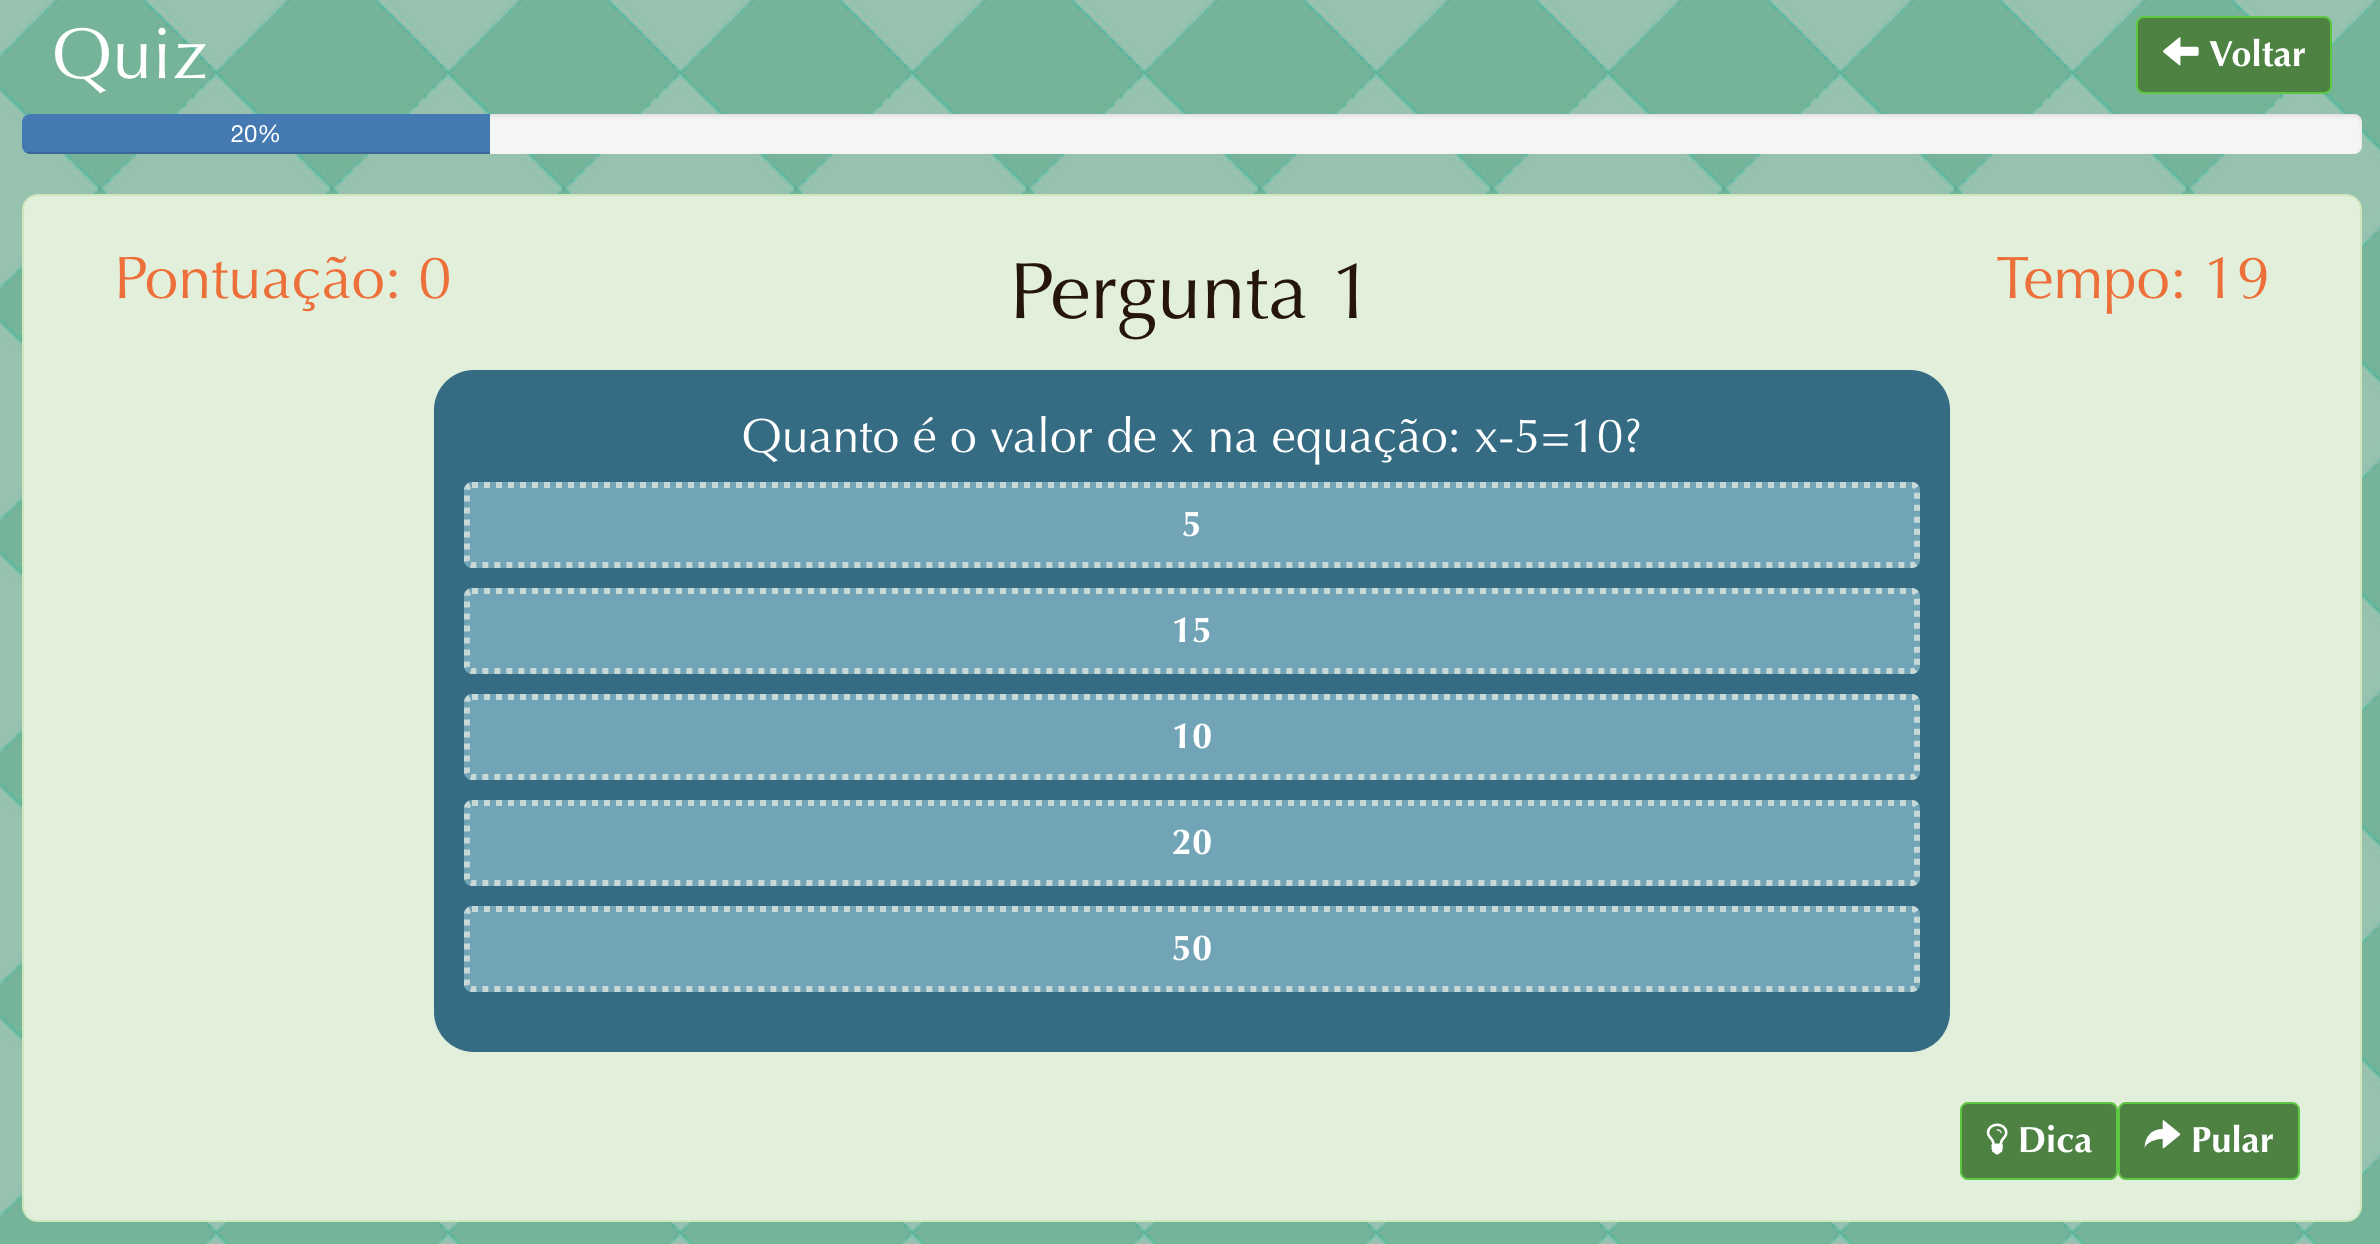 Quiz
Voltar
20%
Pontuação: 0
Pergunta 1
Tempo: 19
Quanto é o valor de x na equação: x-5=10?
5
15
10
20
50
Dica
Pular